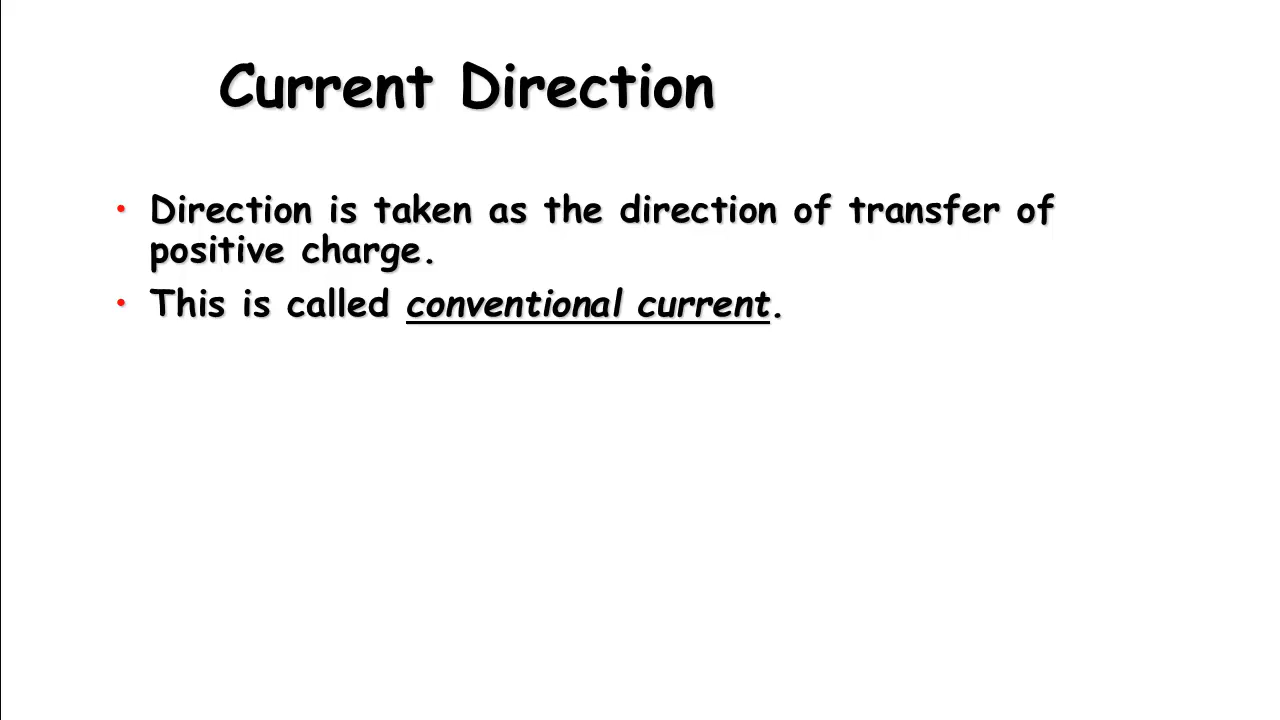 Current Direction
• Direction is taken as the direction of transfer of
positive charge.
• This is called conventional current.